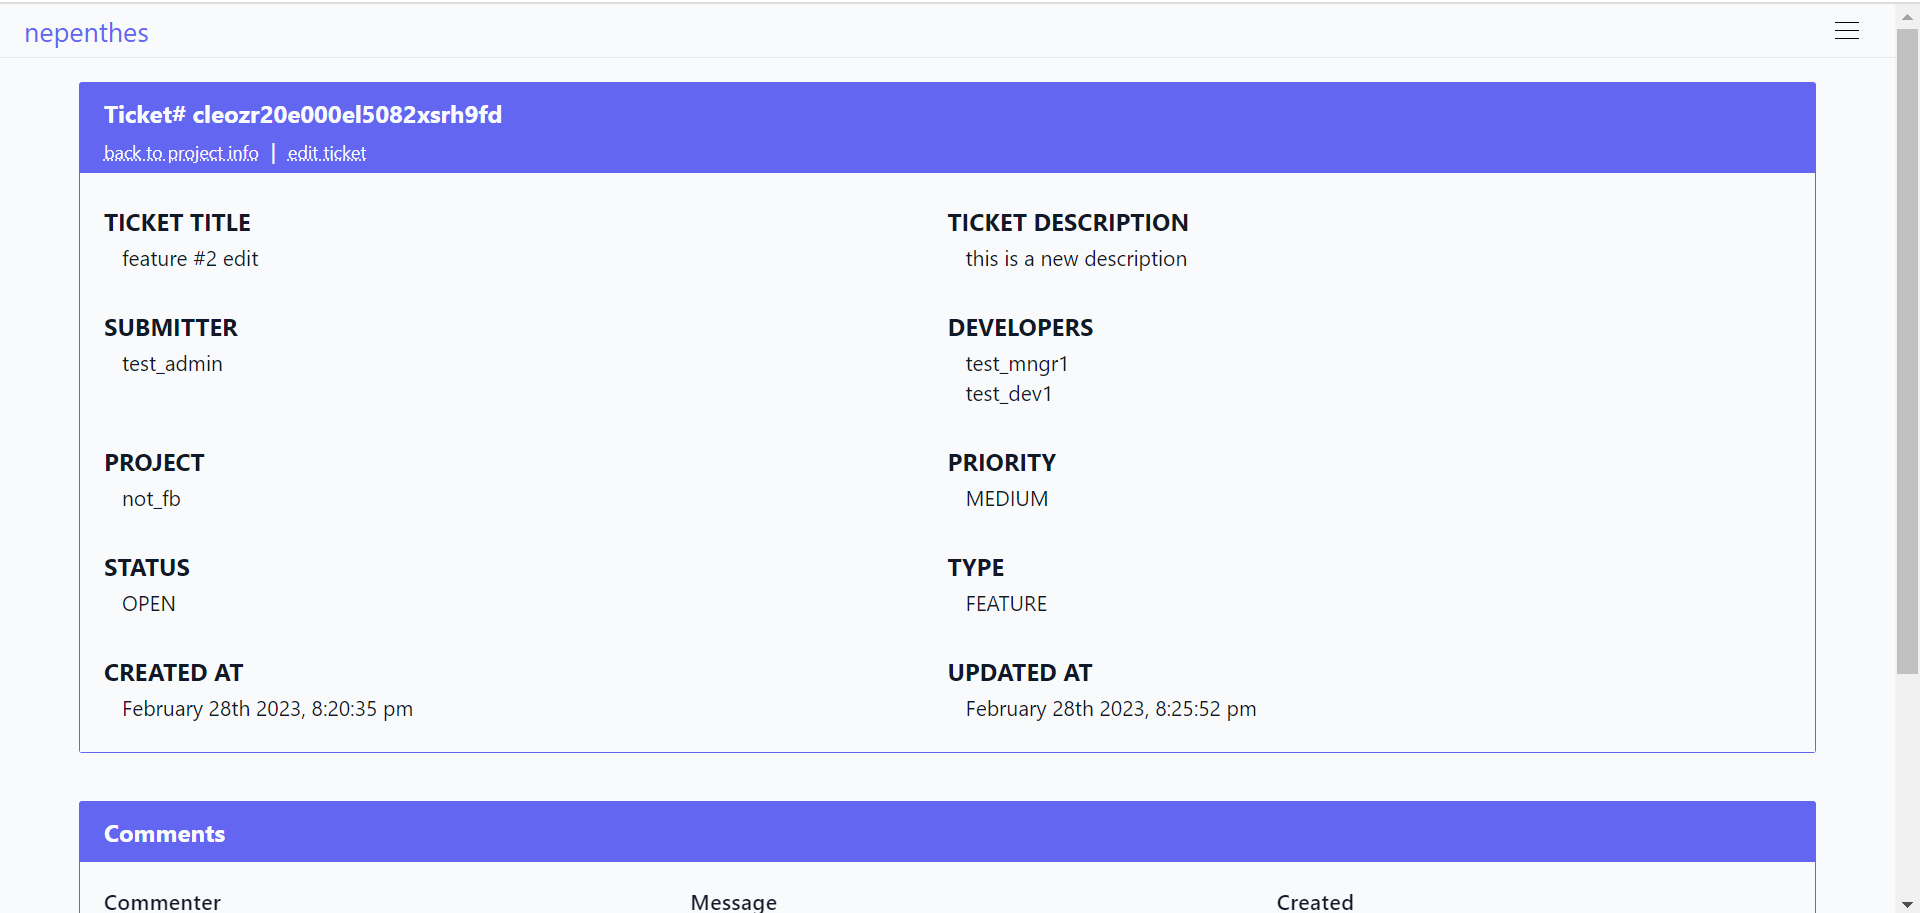 nepenthes
Ticket# cleozr20e000el5082xsrh9fd
back to project info | edit ticket
TICKET TITLE
feature #2 edit
TICKET DESCRIPTION
this is a new description
SUBMITTER
test_admin
DEVELOPERS
test_mngr1
test_dev1
PROJECT
not_fb
PRIORITY
MEDIUM
STATUS
OPEN
TYPE
FEATURE
CREATED AT
February 28th 2023, 8:20:35 pm
UPDATED AT
February 28th 2023, 8:25:52 pm
Comments
Commenter Message Created